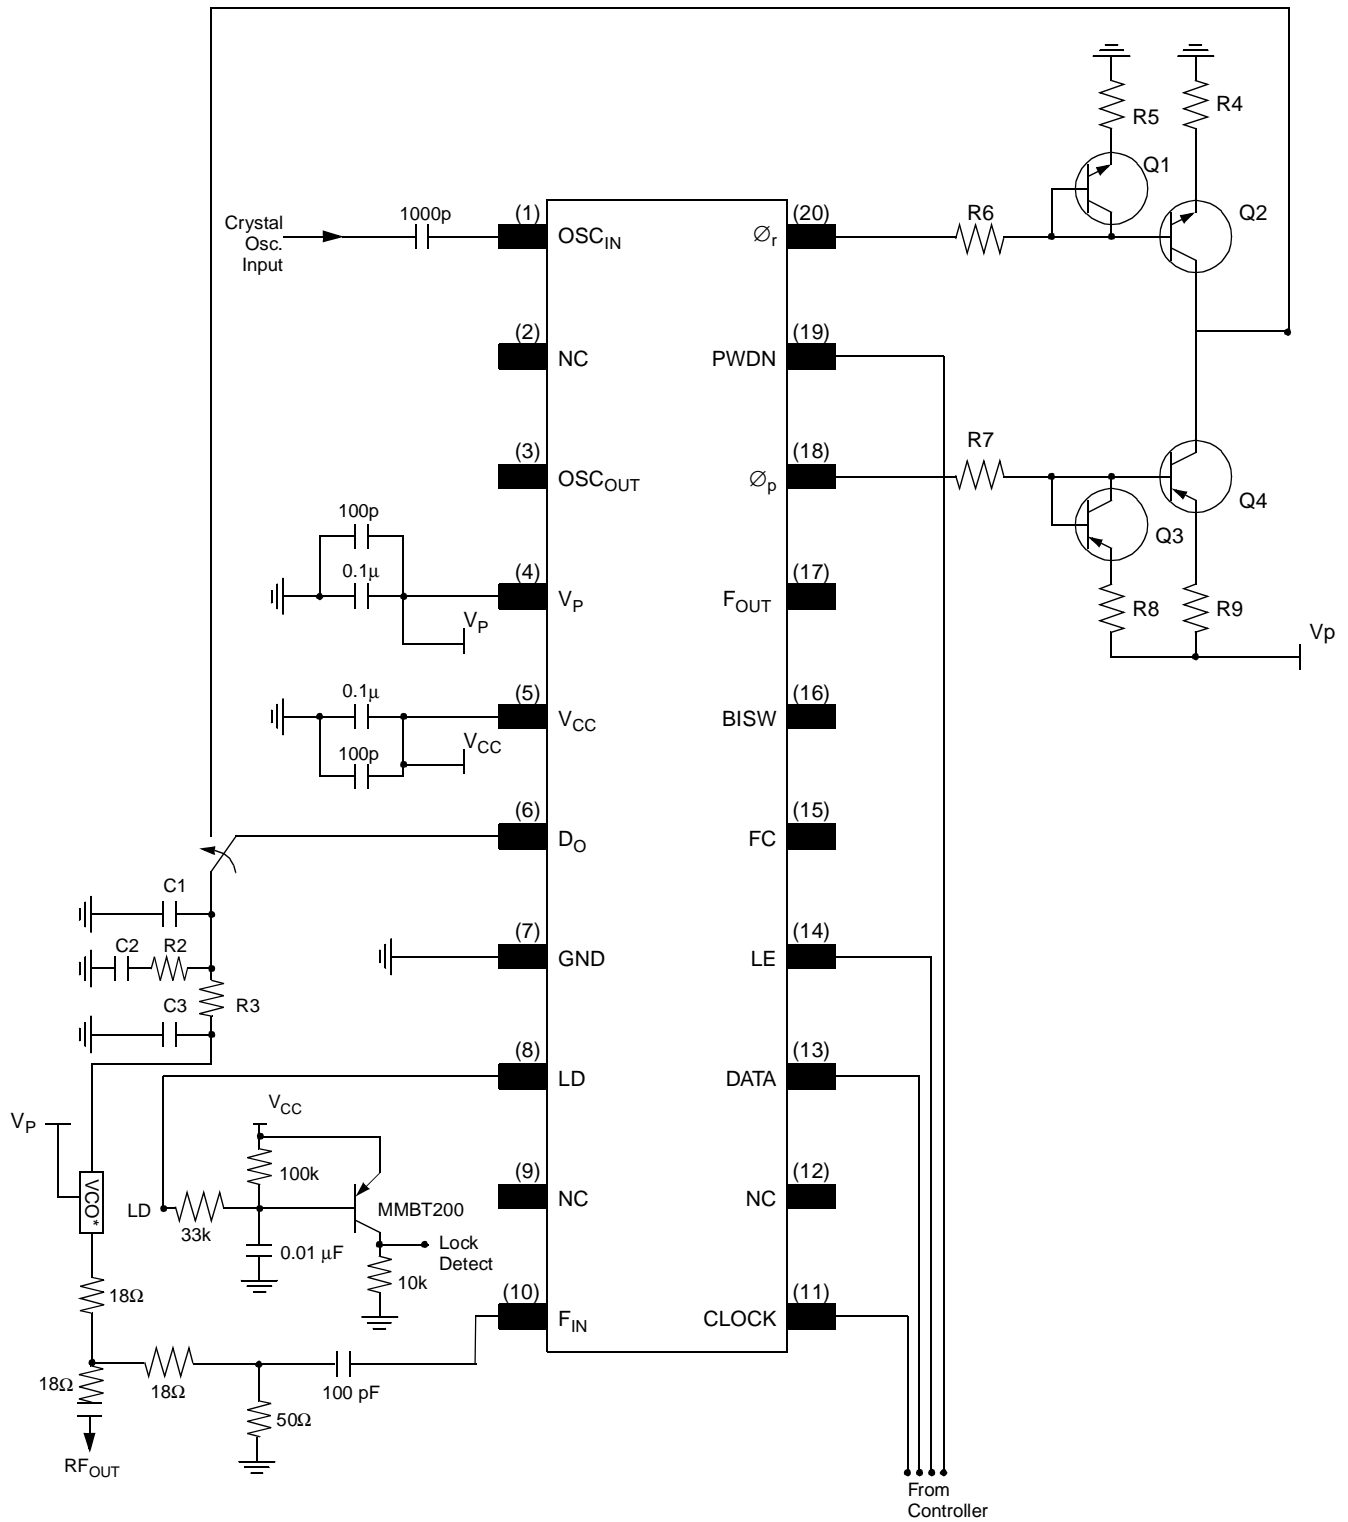 R5
R4
Q1
Crystal
Osc.
Input
1000p
(1)
OSCIN
(20)
Ør
R6
Q2
(2)
NC
(19)
PWDN
(3)
OSCOUT
(18)
Øp
R7
Q4
Q3
100p
0.1µ
(4)
VP
VP
(17)
FOUT
R8
R9
Vp
0.1µ
(5)
VCC
VCC
100p
(16)
BISW
(6)
DO
(15)
FC
C1
C2
R2
C3
R3
(7)
GND
(14)
LE
(8)
LD
(13)
DATA
VP
VCO*
VCC
100k
LD
33k
0.01 µF
MMBT200
Lock
Detect
10k
(9)
NC
(12)
NC
(10)
FIN
(11)
CLOCK
18Ω
18Ω
18Ω
50Ω
100 pF
RFOUT
From
Controller